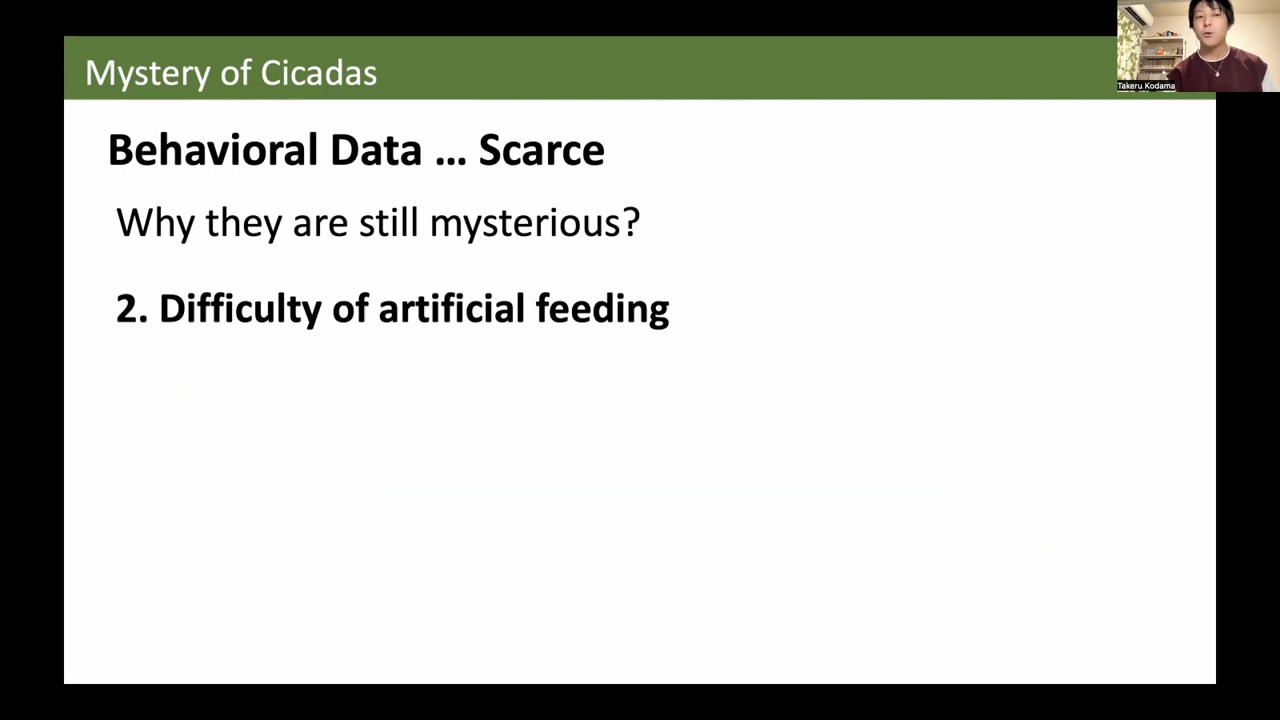 Mystery of Cicadas
Takeru Kodama
Behavioral Data ... Scarce
Why they are still mysterious?
2. Difficulty of artificial feeding